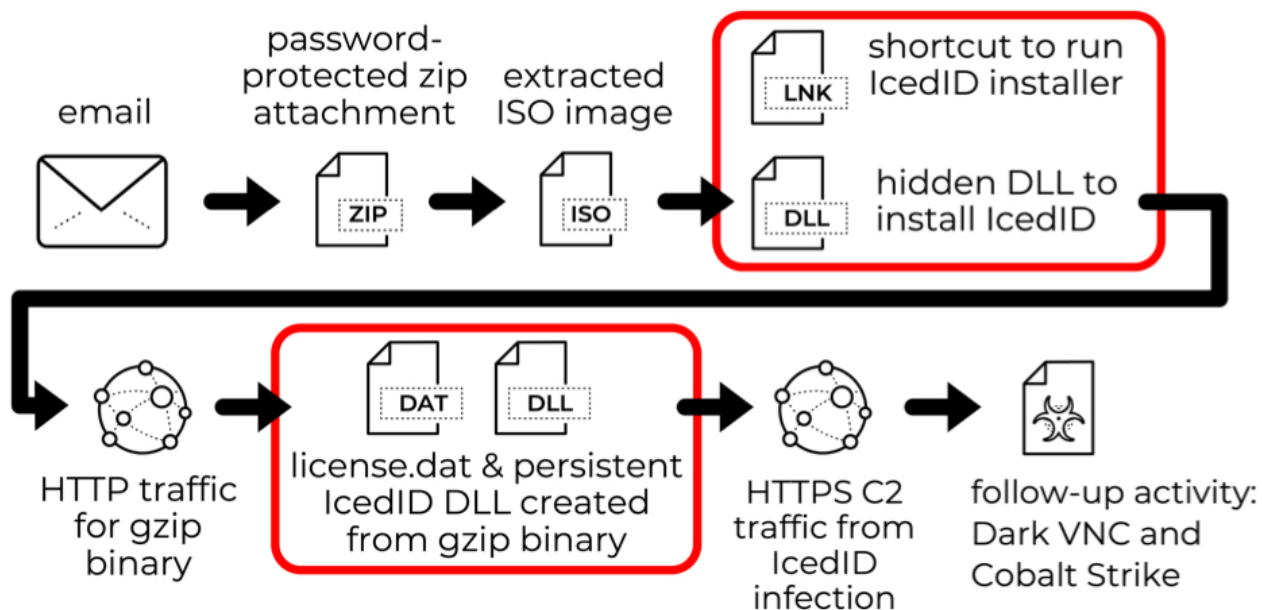 email
password-
protected zip
attachment
extracted
ISO image
ZIP
ISO
LNK
shortcut to run
IcedID installer
DLL
hidden DLL to
install IcedID
HTTP traffic
for gzip
binary
DAT
DLL
license.dat & persistent
IcedID DLL created
from gzip binary
HTTPS C2
traffic from
IcedID
infection
follow-up activity:
Dark VNC and
Cobalt Strike